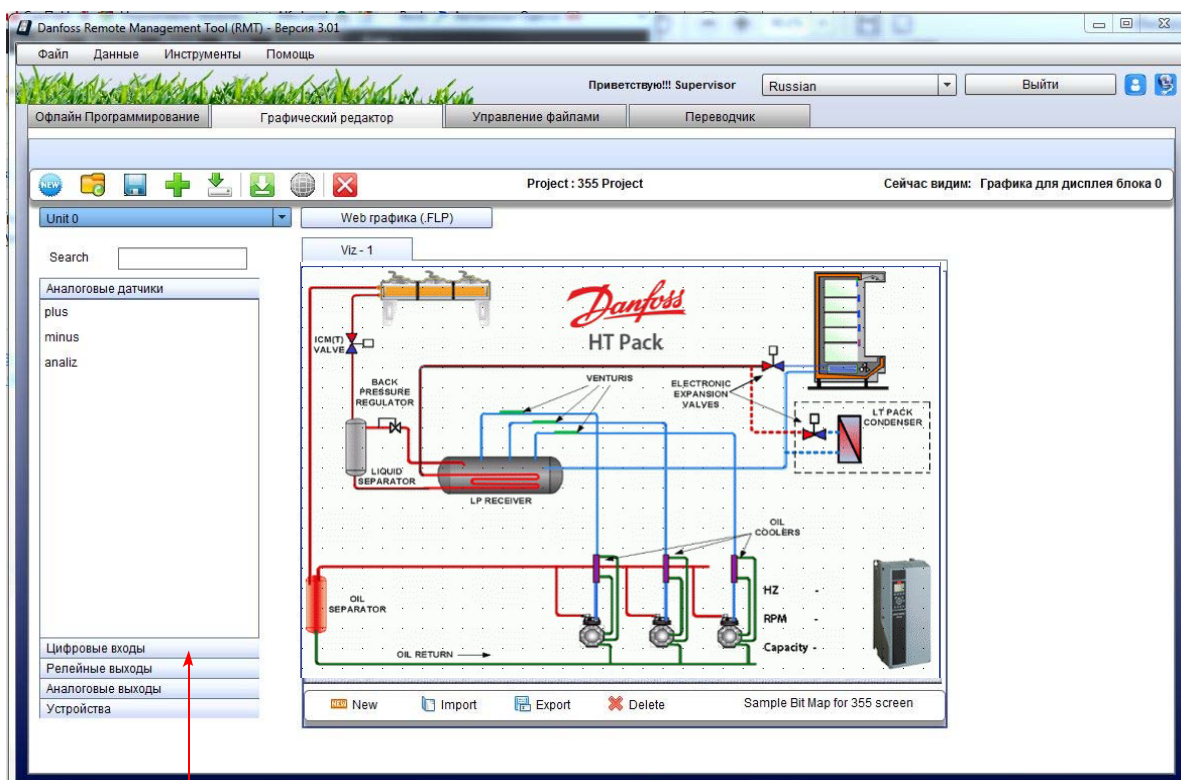 Danfoss Remote Management Tool (RMT) - Версия 3.01
Файл Данные Инструменты Помощь
Приветствую!!! Supervisor Russian Выйти
Офлайн Программирование Графический редактор Управление файлами Переводчик
NEW Project : 355 Project Сейчас видим: Графика для дисплея блока 0
Unit 0 Web графика (.FLP)
Search Viz - 1
Аналоговые датчики
plus
minus
analiz
Цифровые входы
Релейные выходы
Аналоговые выходы
Устройства
Danfoss
HT Pack
ICM(T)
VALVE
BACK
PRESSURE
REGULATOR
VENTURIS
ELECTRONIC
EXPANSION
VALVES
LT PACK
CONDENSER
LIQUID
SEPARATOR
LP RECEIVER
OIL
COOLERS
OIL
SEPARATOR
HZ -
RPM -
Capacity -
OIL RETURN
NEW New Import Export Delete Sample Bit Map for 355 screen